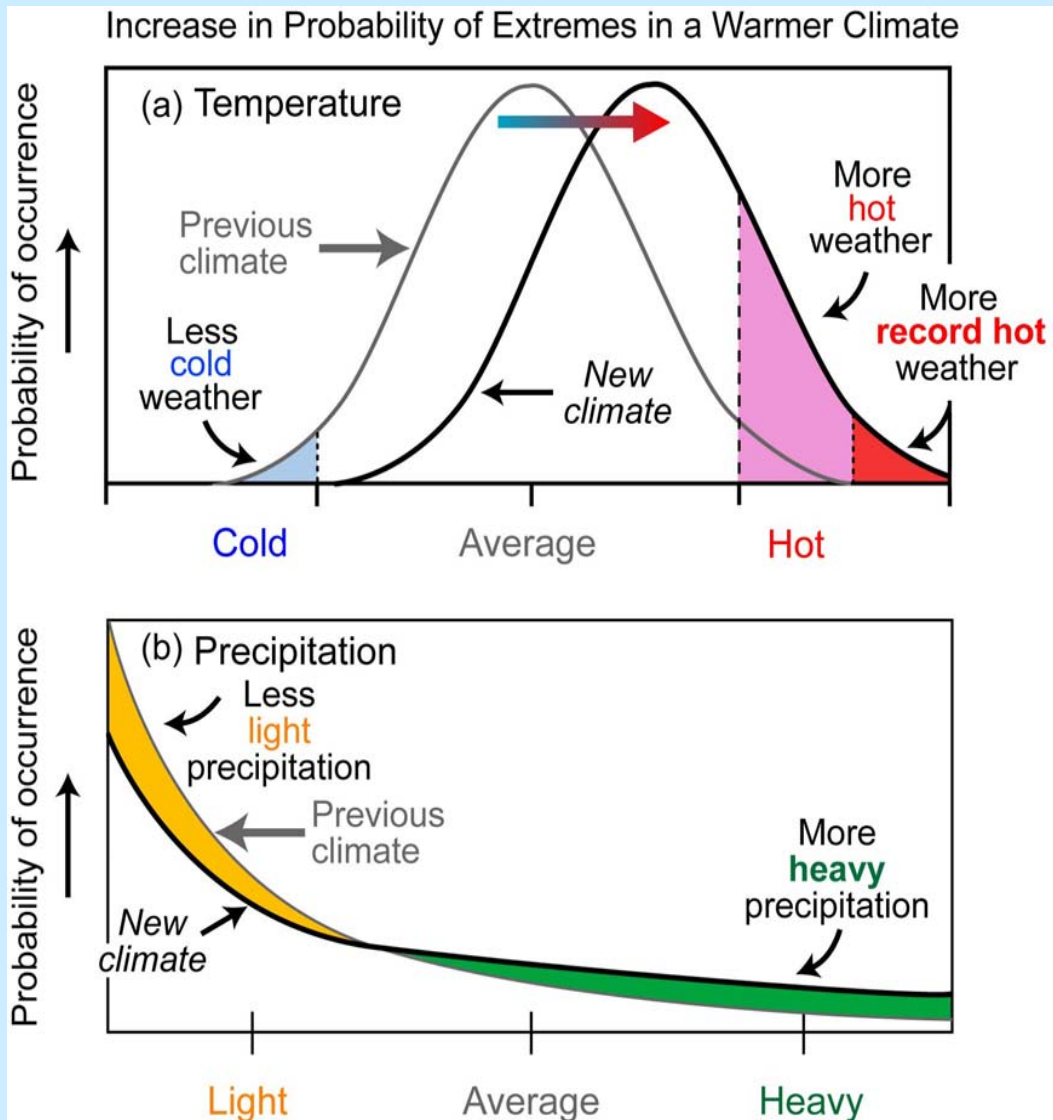 Increase in Probability of Extremes in a Warmer Climate
(a) Temperature
Probability of occurrence
Previous
climate
Less
cold
weather
New
climate
More
hot
weather
More
record hot
weather
Cold
Average
Hot
(b) Precipitation
Probability of occurrence
Less
light
precipitation
Previous
climate
New
climate
More
heavy
precipitation
Light
Average
Heavy